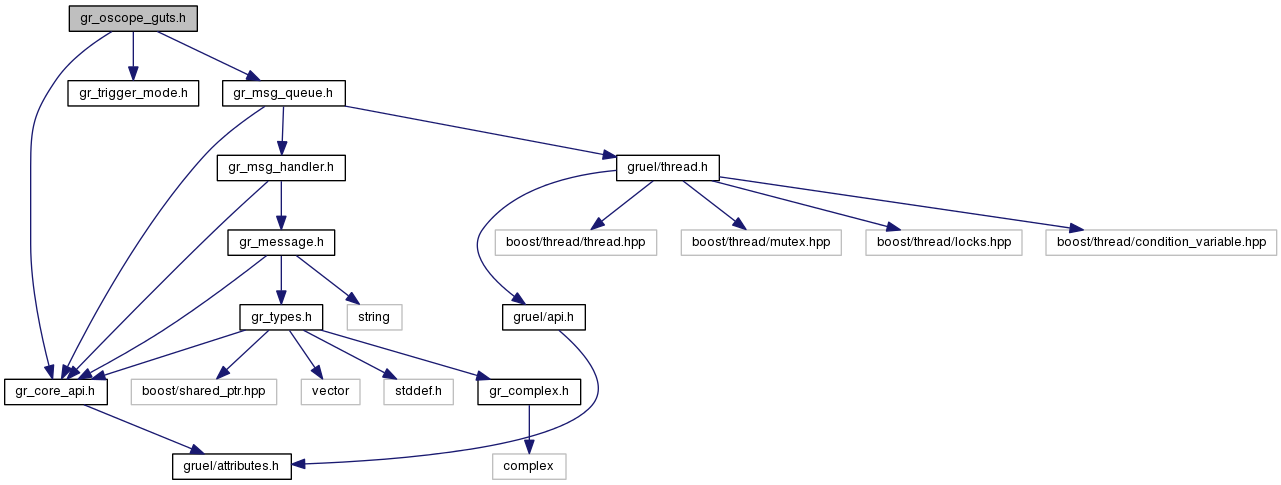 gr_oscope_guts.h
gr_trigger_mode.h
gr_msg_queue.h
gr_msg_handler.h
gruel/thread.h
gr_message.h
boost/thread/thread.hpp
boost/thread/mutex.hpp
boost/thread/locks.hpp
boost/thread/condition_variable.hpp
gr_types.h
string
gruel/api.h
gr_core_api.h
boost/shared_ptr.hpp
vector
stddef.h
gr_complex.h
gruel/attributes.h
complex